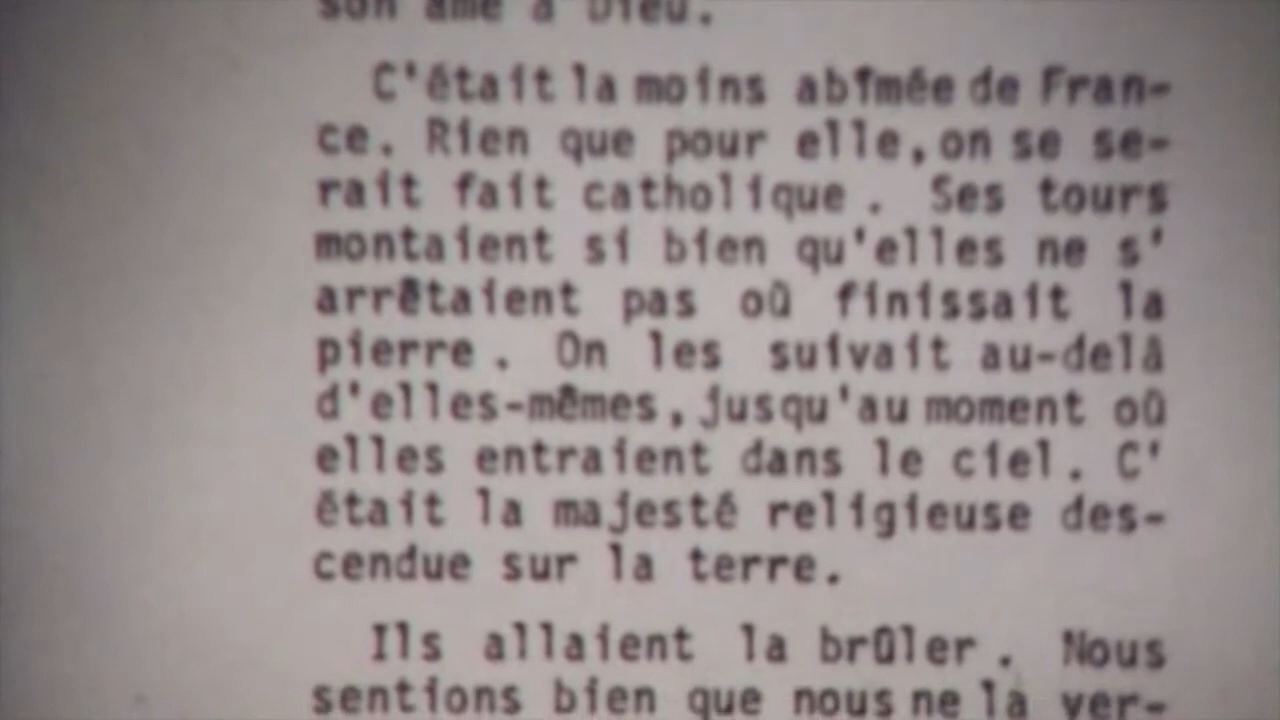 son âme à Dieu.
C'était la moins abîmée de Fran-
ce. Rien que pour elle, on se se-
rait fait catholique. Ses tours
montaient si bien qu'elles ne s'
arrêtaient pas où finissait la
pierre. On les suivait au-delà
d'elles-mêmes, jusqu'au moment où
elles entraient dans le ciel. C'
était la majesté religieuse des-
cendue sur la terre.
Ils allaient la brûler. Nous
sentions bien que nous ne la ver-